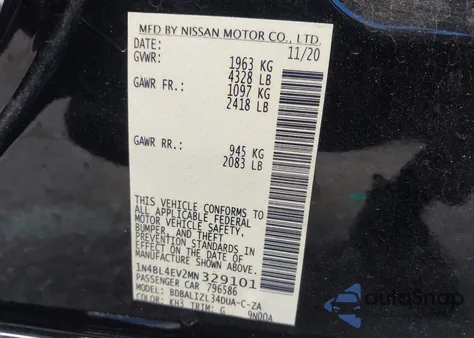 MFD BY NISSAN MOTOR CO., LTD.
DATE: 11/20
GVWR: 1963 KG
4328 LB
GAWR FR.: 1097 KG
2418 LB
GAWR RR.: 945 KG
2083 LB
THIS VEHICLE CONFORMS TO
ALL APPLICABLE FEDERAL
MOTOR VEHICLE SAFETY,
BUMPER, AND THEFT
PREVENTION STANDARDS IN
EFFECT ON THE DATE OF
MANUFACTURE SHOWN ABOVE.
1N4BL4EV2MN329101
PASSENGER CAR 796586
MODEL: BDBALIZL34DUA-C-ZA
COLOR: KH3 TRIM: G 9N00A
autoSnap